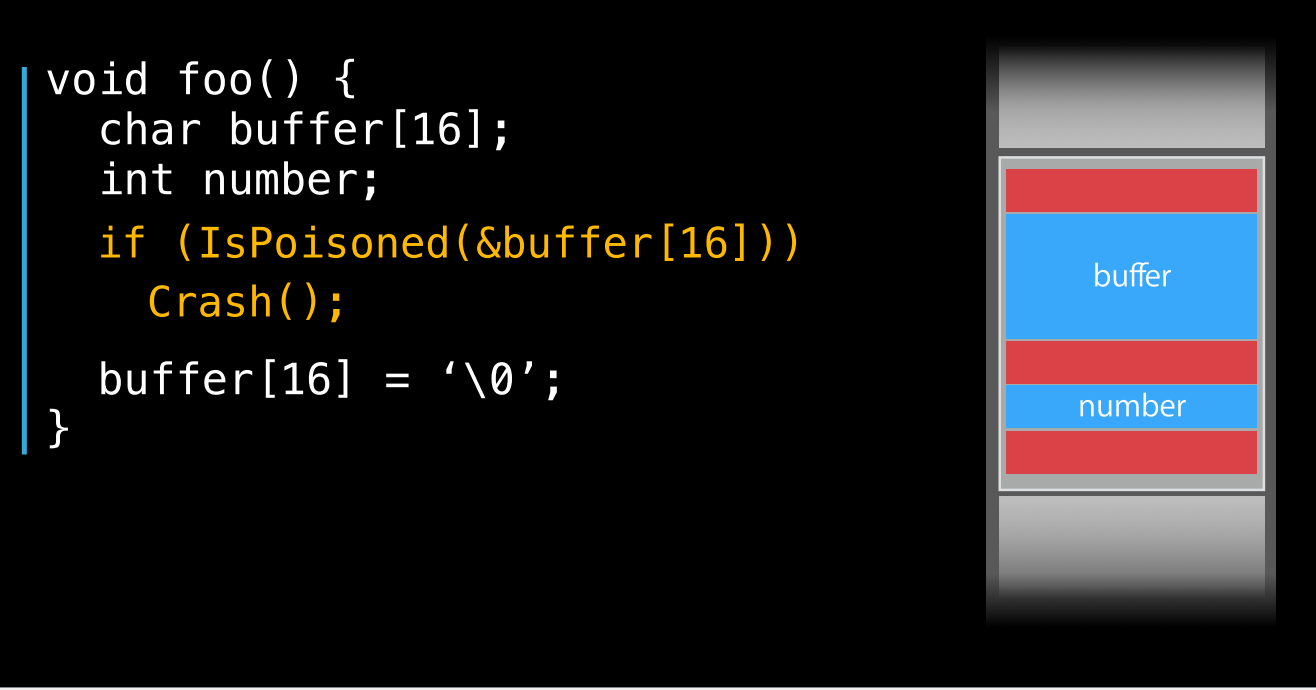 void foo() {
char buffer[16];
int number;
if (IsPoisoned(&buffer[16]))
Crash();
buffer[16] = ‘\0’;
}
buffer
number